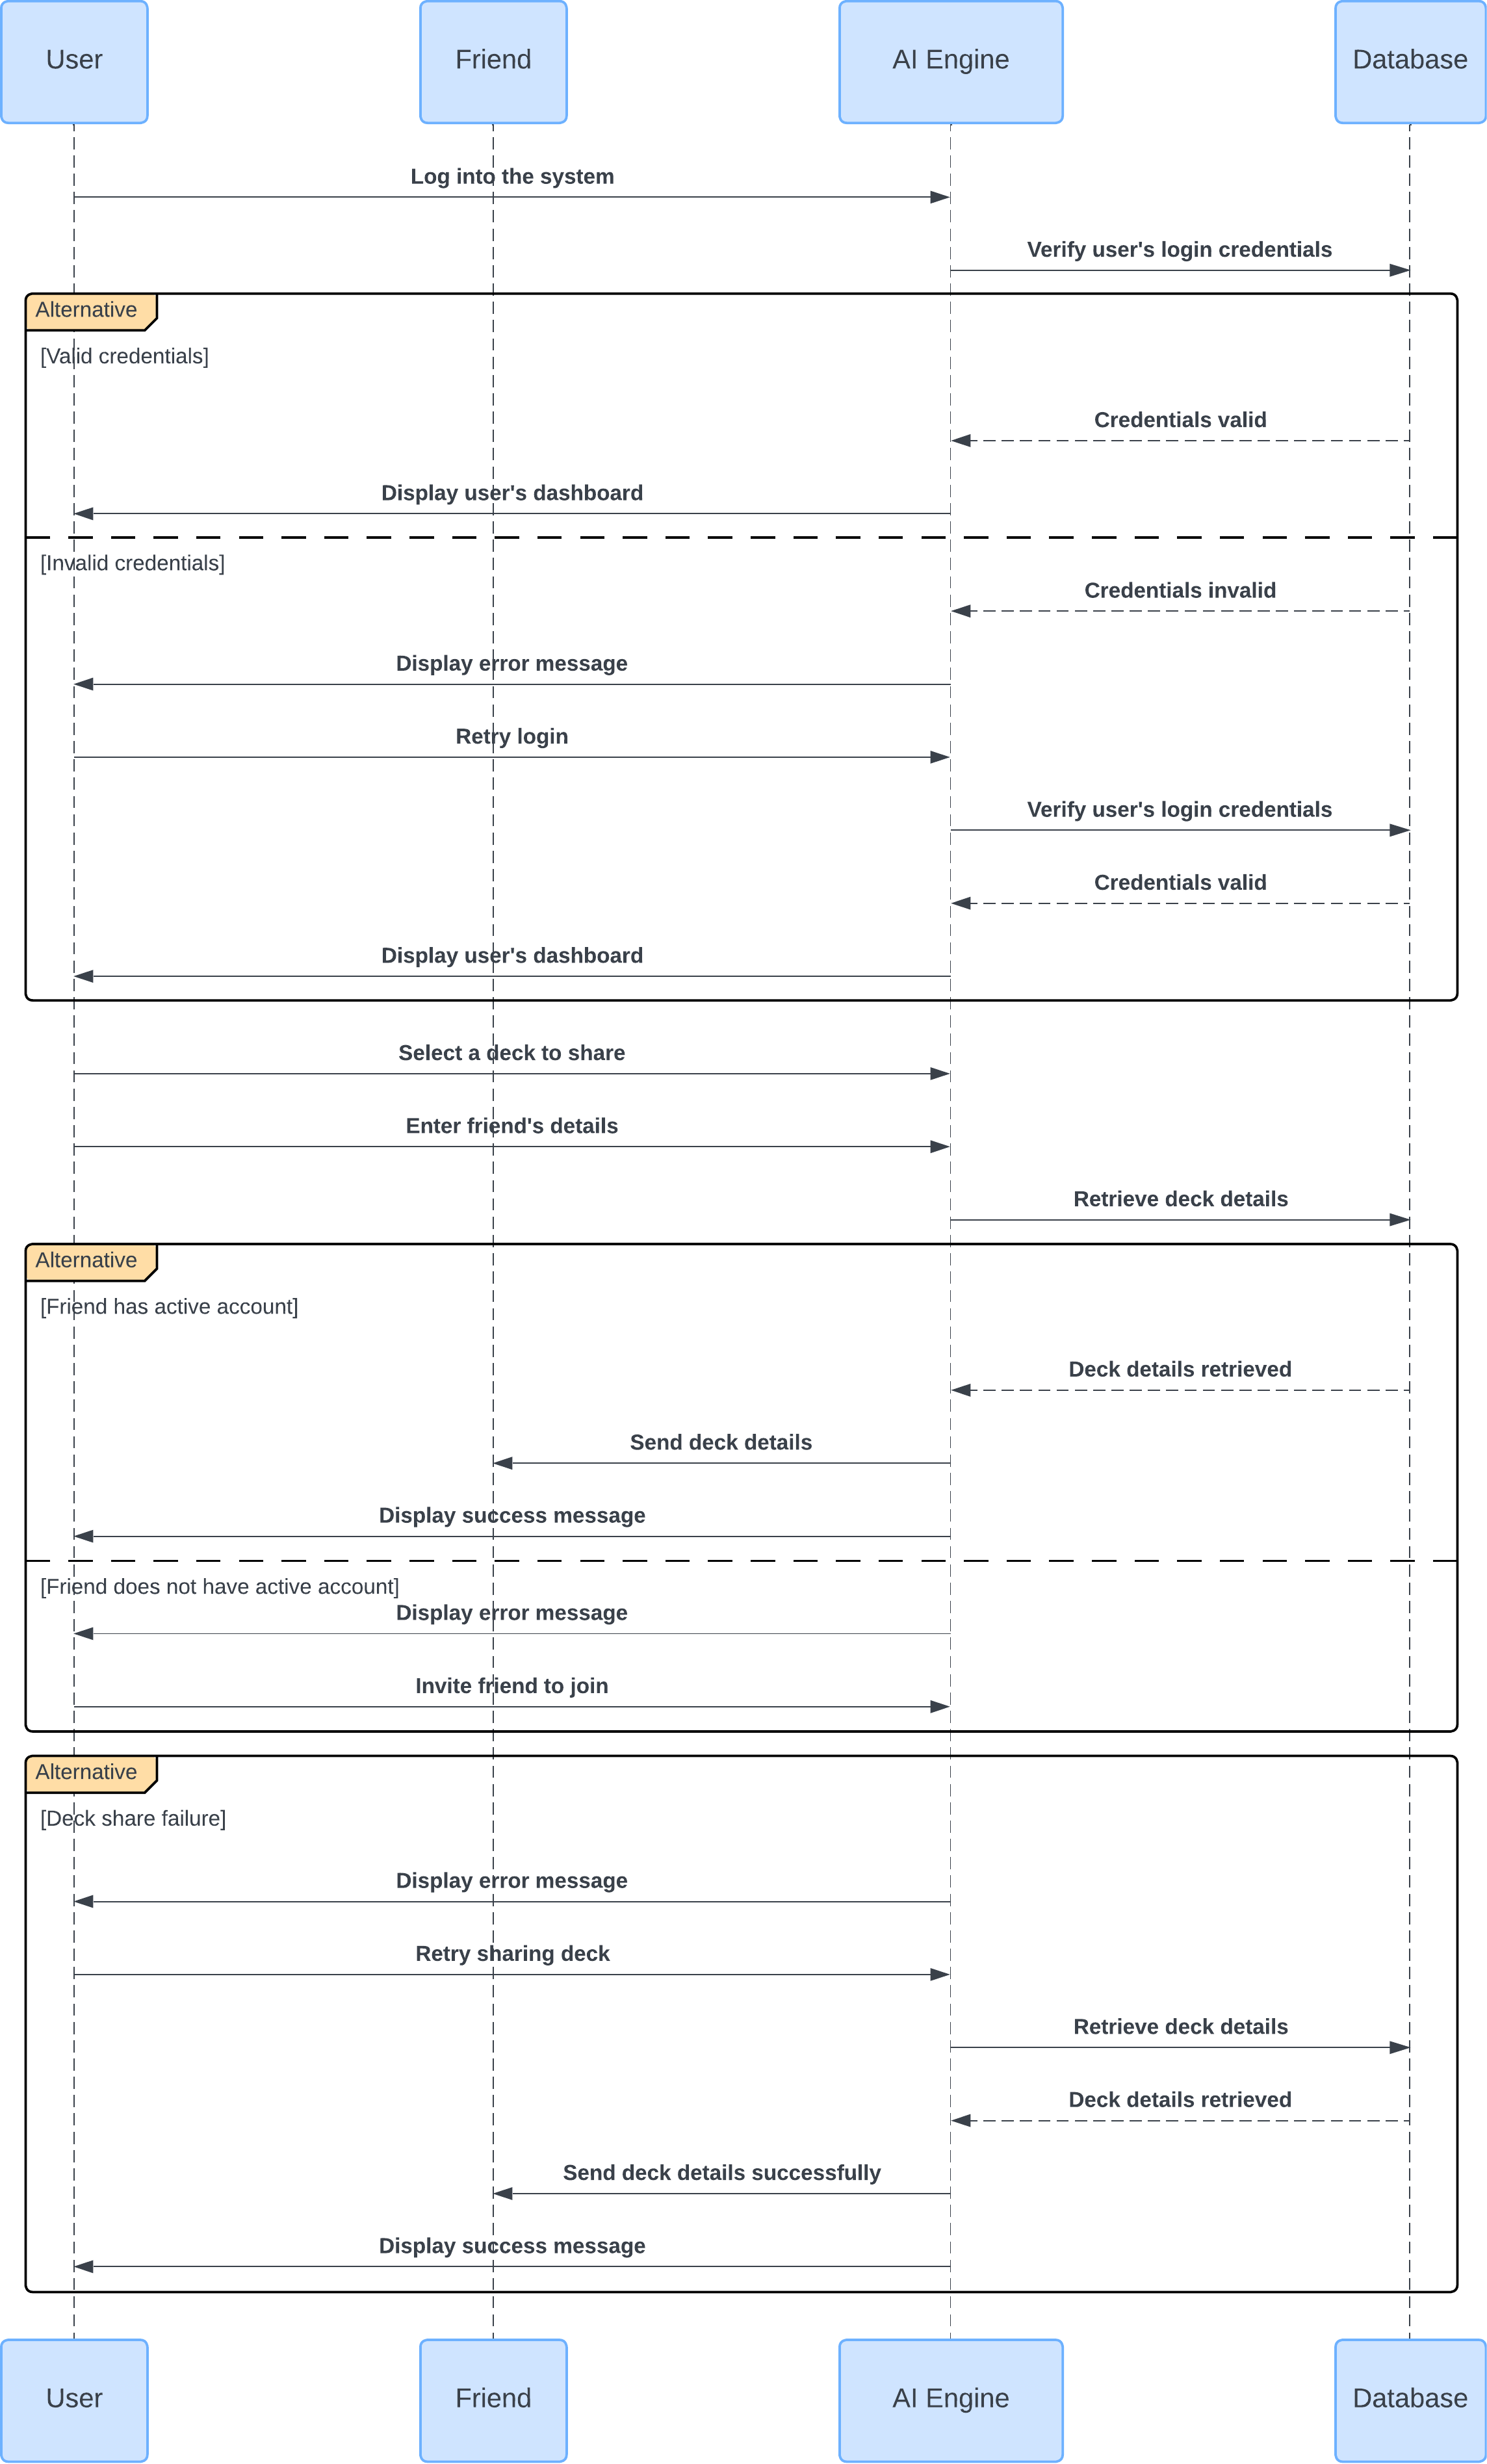 User
Friend
AI Engine
Database
Log into the system
Verify user's login credentials
Alternative
[Valid credentials]
Credentials valid
Display user's dashboard
[Invalid credentials]
Credentials invalid
Display error message
Retry login
Verify user's login credentials
Credentials valid
Display user's dashboard
Select a deck to share
Enter friend's details
Retrieve deck details
Alternative
[Friend has active account]
Deck details retrieved
Send deck details
Display success message
[Friend does not have active account]
Display error message
Invite friend to join
Alternative
[Deck share failure]
Display error message
Retry sharing deck
Retrieve deck details
Deck details retrieved
Send deck details successfully
Display success message
User
Friend
AI Engine
Database